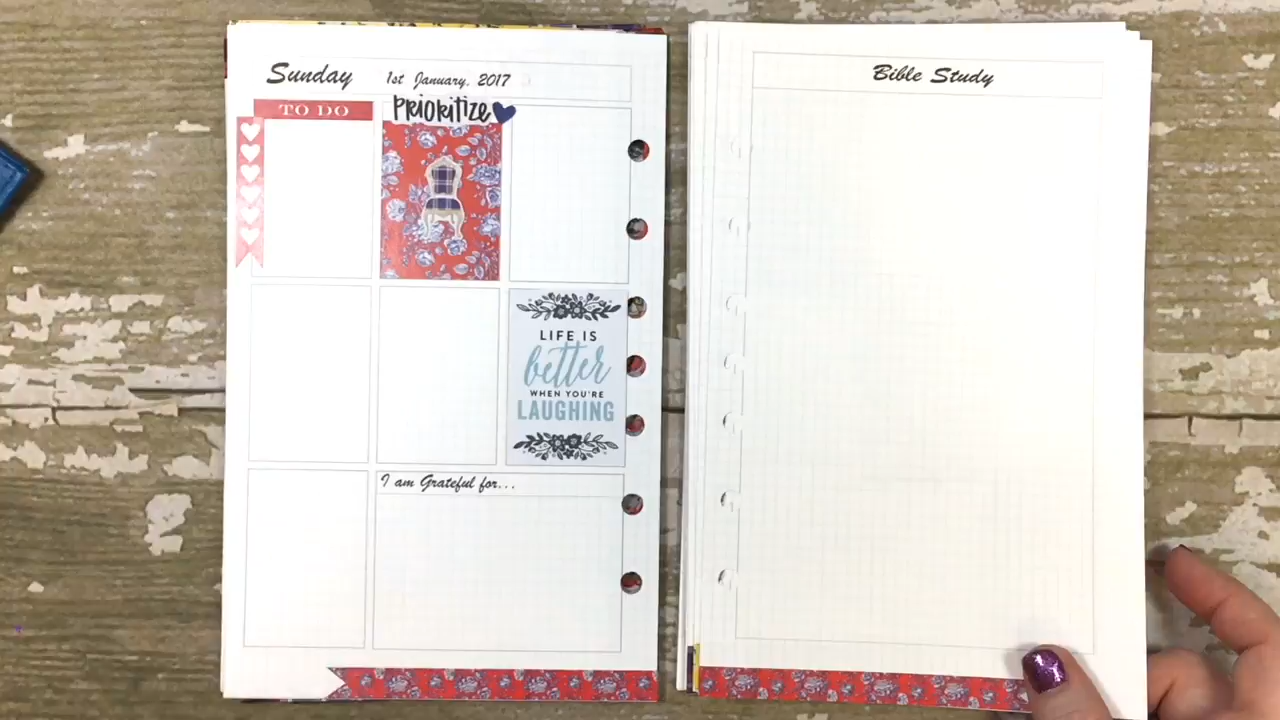 Sunday 1st January, 2017
TO DO
PRiORitize
LIFE IS
better
WHEN YOU'RE
LAUGHING
I am Grateful for...
Bible Study